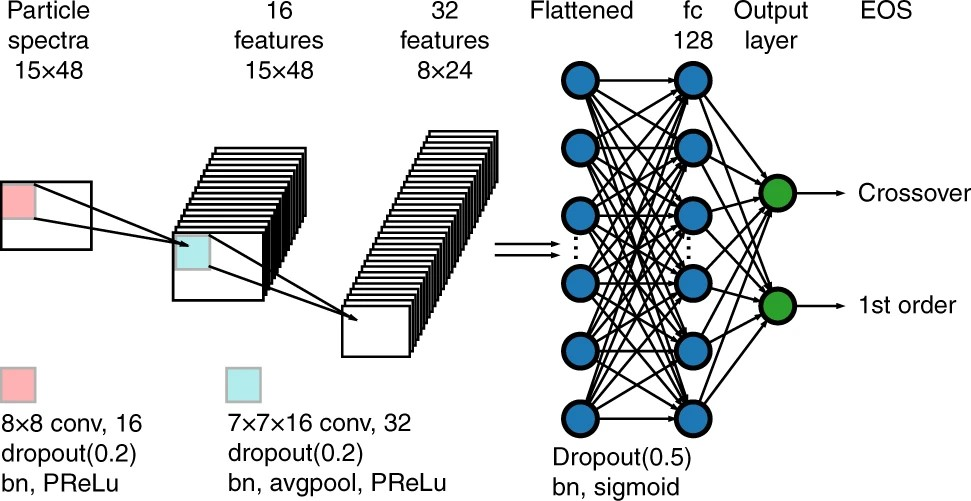 Particle
spectra
15×48
16
features
15×48
32
features
8×24
Flattened
fc
128
Output
layer
EOS
Crossover
1st order
8×8 conv, 16
dropout(0.2)
bn, PReLu
7×7×16 conv, 32
dropout(0.2)
bn, avgpool, PReLu
Dropout(0.5)
bn, sigmoid